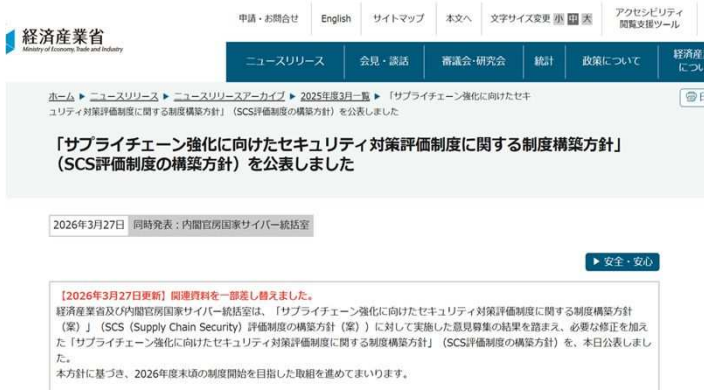 申請・お問合せ English サイトマップ 本文へ 文字サイズ変更 小 中 大 アクセシビリティ
閲覧支援ツール
経済産業省
Ministry of Economy, Trade and Industry
ニュースリリース 会見・談話 審議会・研究会 統計 政策について 経済産
につい
ホーム ▶ ニュースリリース ▶ ニュースリリースアーカイブ ▶ 2025年度3月一覧 ▶ 「サプライチェーン強化に向けたセキ
ュリティ対策評価制度に関する制度構築方針」（SCS評価制度の構築方針）を公表しました
「サプライチェーン強化に向けたセキュリティ対策評価制度に関する制度構築方針」
（SCS評価制度の構築方針）を公表しました
2026年3月27日 同時発表：内閣官房国家サイバー統括室
▶ 安全・安心
【2026年3月27日更新】関連資料を一部差し替えました。
経済産業省及び内閣官房国家サイバー統括室は、「サプライチェーン強化に向けたセキュリティ対策評価制度に関する制度構築方針
（案）」（SCS（Supply Chain Security）評価制度の構築方針（案））に対して実施した意見募集の結果を踏まえ、必要な修正を加え
た「サプライチェーン強化に向けたセキュリティ対策評価制度に関する制度構築方針」（SCS評価制度の構築方針）を、本日公表しまし
た。
本方針に基づき、2026年度末頃の制度開始を目指した取組を進めてまいります。